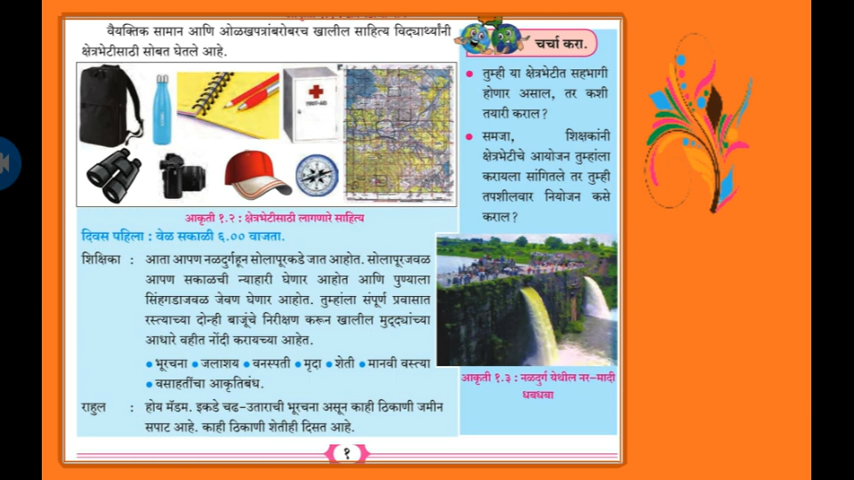 वैयक्तिक सामान आणि ओळखपत्रांबरोबरच खालील साहित्य विद्यार्थ्यांनी
क्षेत्रभेटीसाठी सोबत घेतले आहे.
FIRST-AID
आकृती १.२ : क्षेत्रभेटीसाठी लागणारे साहित्य
दिवस पहिला : वेळ सकाळी ६.०० वाजता.
शिक्षिका : आता आपण नळदुर्गहून सोलापूरकडे जात आहोत. सोलापूरजवळ
आपण सकाळची न्याहारी घेणार आहोत आणि पुण्याला
सिंहगडाजवळ जेवण घेणार आहोत. तुम्हांला संपूर्ण प्रवासात
रस्त्याच्या दोन्ही बाजूंचे निरीक्षण करून खालील मुद्द्यांच्या
आधारे वहीत नोंदी करायच्या आहेत.
• भूरचना • जलाशय • वनस्पती • मृदा • शेती • मानवी वस्त्या
• वसाहतींचा आकृतिबंध.
राहुल : होय मॅडम. इकडे चढ-उताराची भूरचना असून काही ठिकाणी जमीन
सपाट आहे. काही ठिकाणी शेतीही दिसत आहे.
चर्चा करा.
• तुम्ही या क्षेत्रभेटीत सहभागी
होणार असाल, तर कशी
तयारी कराल ?
• समजा, शिक्षकांनी
क्षेत्रभेटीचे आयोजन तुम्हांला
करायला सांगितले तर तुम्ही
तपशीलवार नियोजन कसे
कराल ?
आकृती १.३ : नळदुर्ग येथील नर-मादी
धबधबा
१